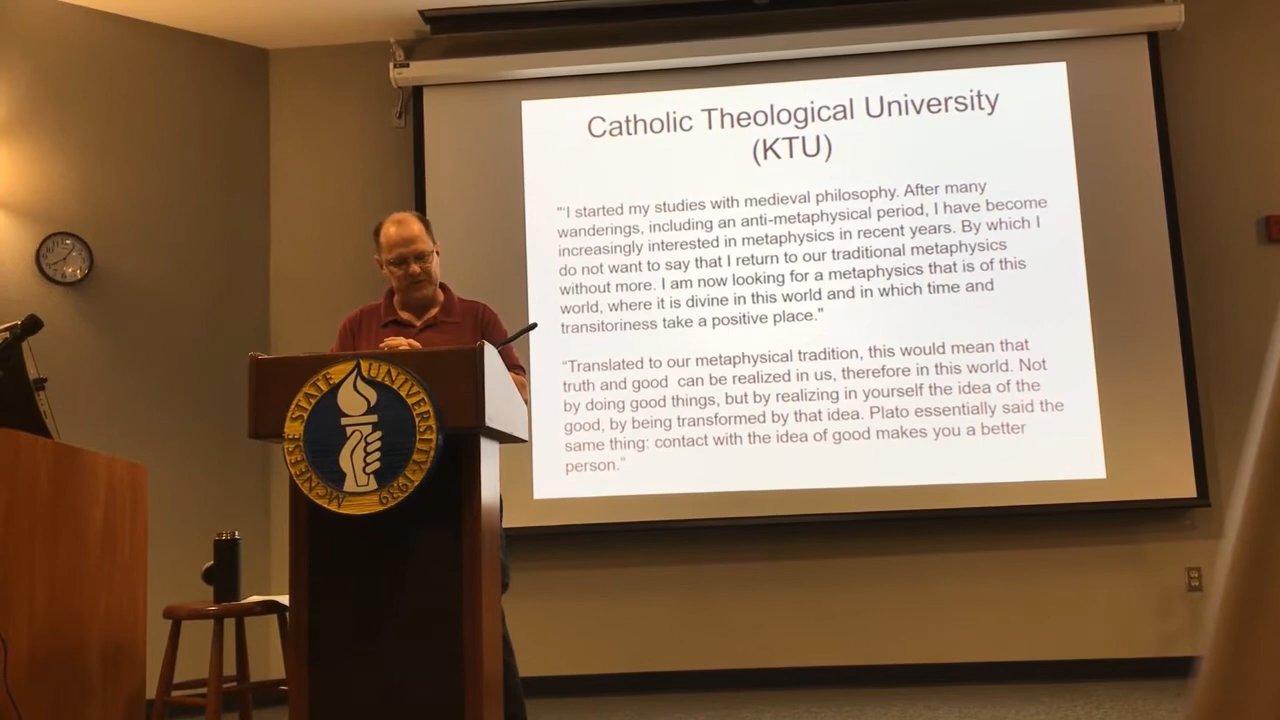 Catholic Theological University
(KTU)
"'I started my studies with medieval philosophy. After many
wanderings, including an anti-metaphysical period, I have become
increasingly interested in metaphysics in recent years. By which I
do not want to say that I return to our traditional metaphysics
without more. I am now looking for a metaphysics that is of this
world, where it is divine in this world and in which time and
transitoriness take a positive place."
"Translated to our metaphysical tradition, this would mean that
truth and good can be realized in us, therefore in this world. Not
by doing good things, but by realizing in yourself the idea of the
good, by being transformed by that idea. Plato essentially said the
same thing: contact with the idea of good makes you a better
person."
MCNEESE STATE UNIVERSITY·1939